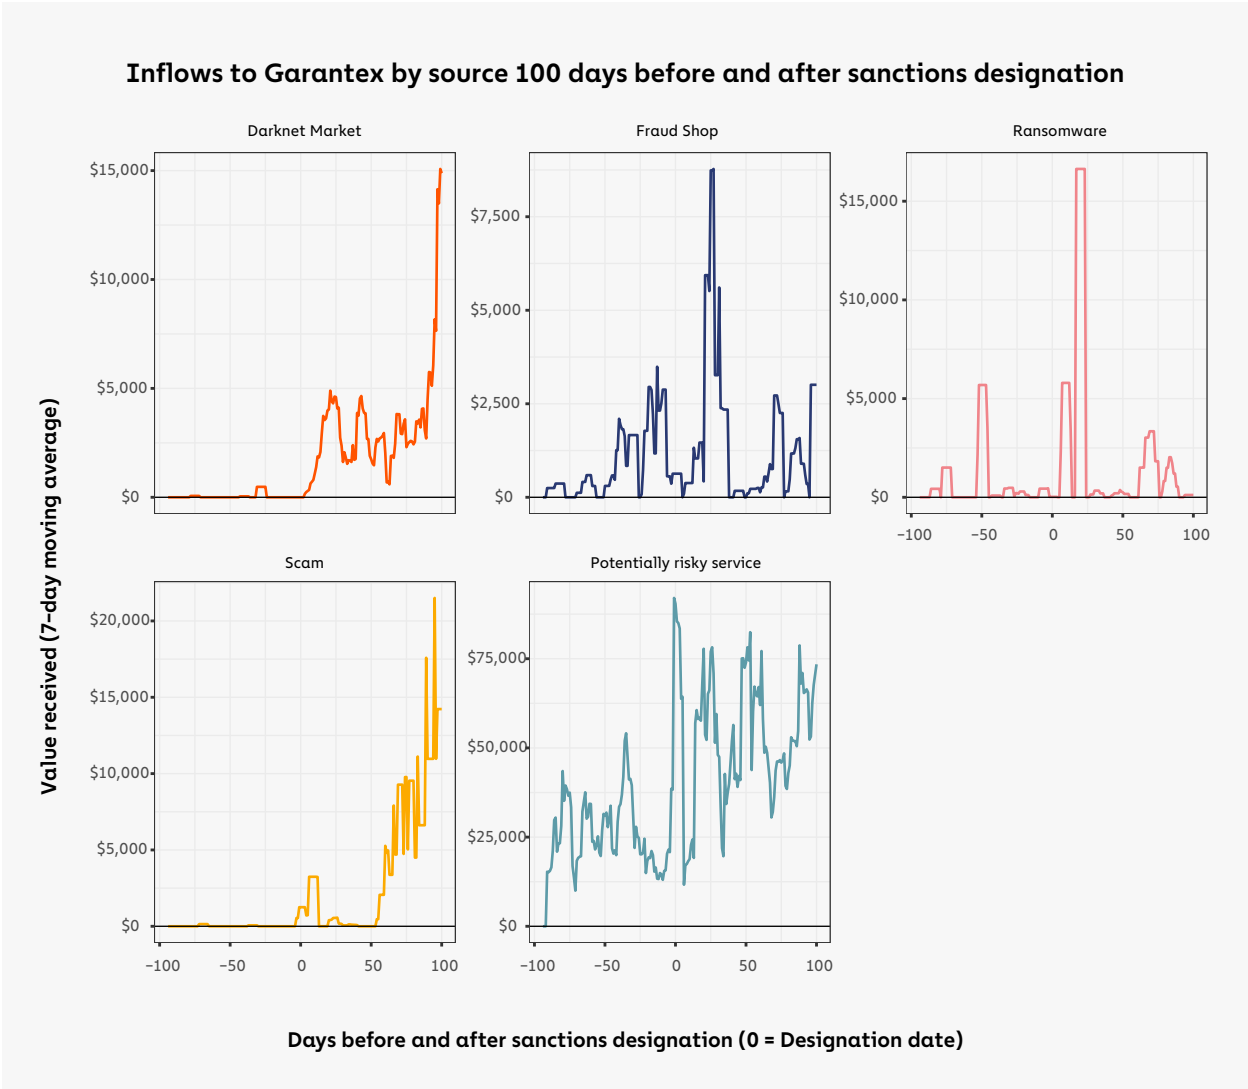 Inflows to Garantex by source 100 days before and after sanctions designation
Darknet Market
$15,000
$10,000
$5,000
$0
Fraud Shop
$7,500
$5,000
$2,500
$0
Ransomware
$15,000
$10,000
$5,000
$0
−100 −50 0 50 100
Value received (7-day moving average)
Scam
$20,000
$15,000
$10,000
$5,000
$0
−100 −50 0 50 100
Potentially risky service
$75,000
$50,000
$25,000
$0
−100 −50 0 50 100
Days before and after sanctions designation (0 = Designation date)